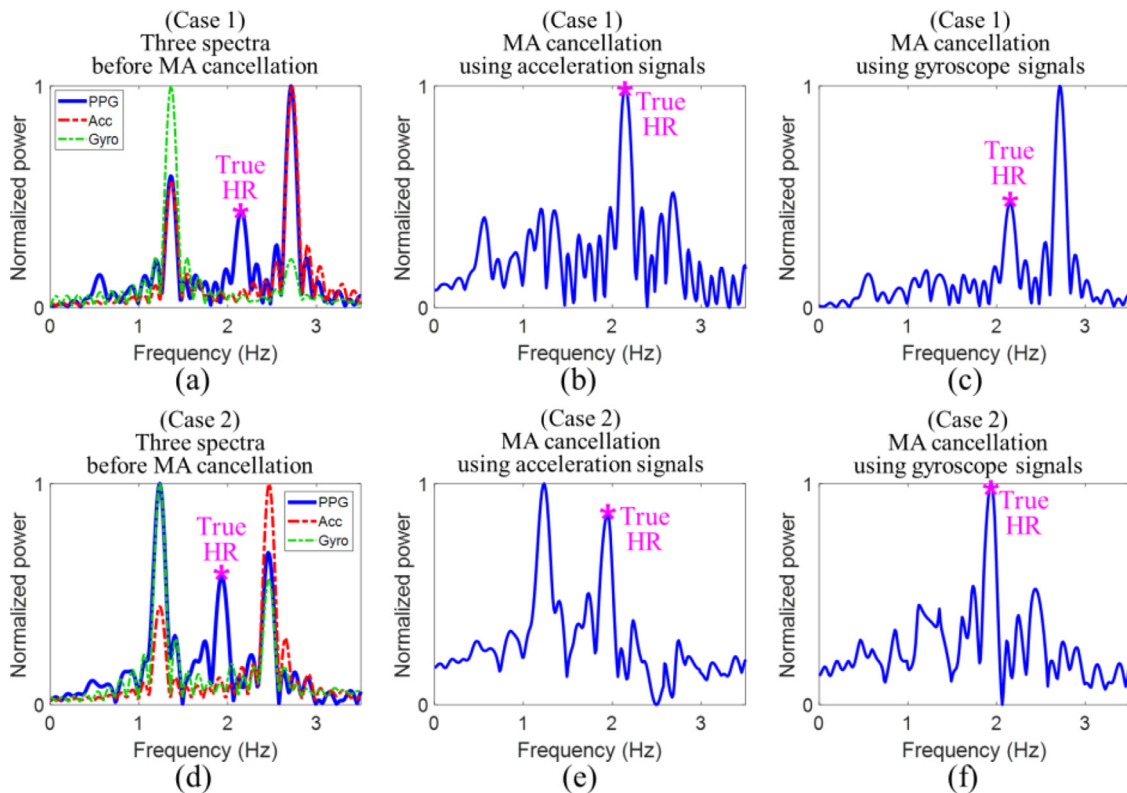 (Case 1)
Three spectra
before MA cancellation
1
PPG
Acc
Gyro
True
HR
*
Normalized power
0
0
1
2
3
Frequency (Hz)
(a)
(Case 1)
MA cancellation
using acceleration signals
1
*
True
HR
Normalized power
0
0
1
2
3
Frequency (Hz)
(b)
(Case 1)
MA cancellation
using gyroscope signals
1
True
HR
*
Normalized power
0
0
1
2
3
Frequency (Hz)
(c)
(Case 2)
Three spectra
before MA cancellation
1
PPG
Acc
Gyro
True
HR
*
Normalized power
0
0
1
2
3
Frequency (Hz)
(d)
(Case 2)
MA cancellation
using acceleration signals
1
*
True
HR
Normalized power
0
0
1
2
3
Frequency (Hz)
(e)
(Case 2)
MA cancellation
using gyroscope signals
1
*
True
HR
Normalized power
0
0
1
2
3
Frequency (Hz)
(f)